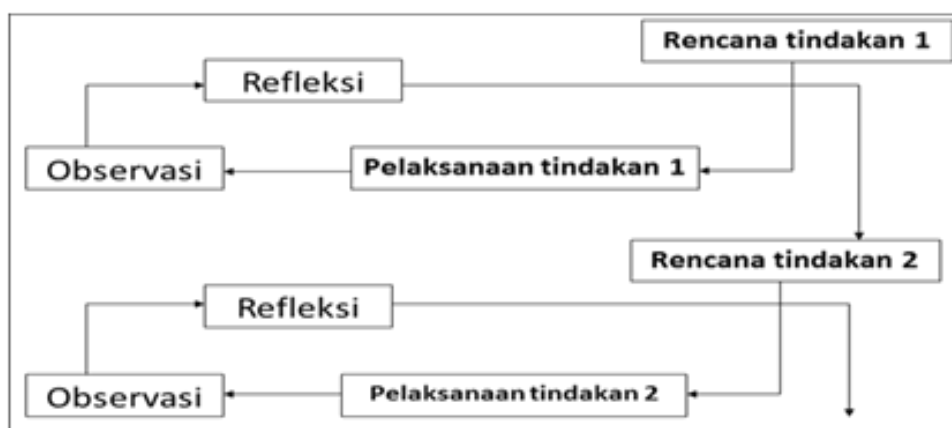 Rencana tindakan 1
Refleksi
Observasi
Pelaksanaan tindakan 1
Rencana tindakan 2
Refleksi
Observasi
Pelaksanaan tindakan 2